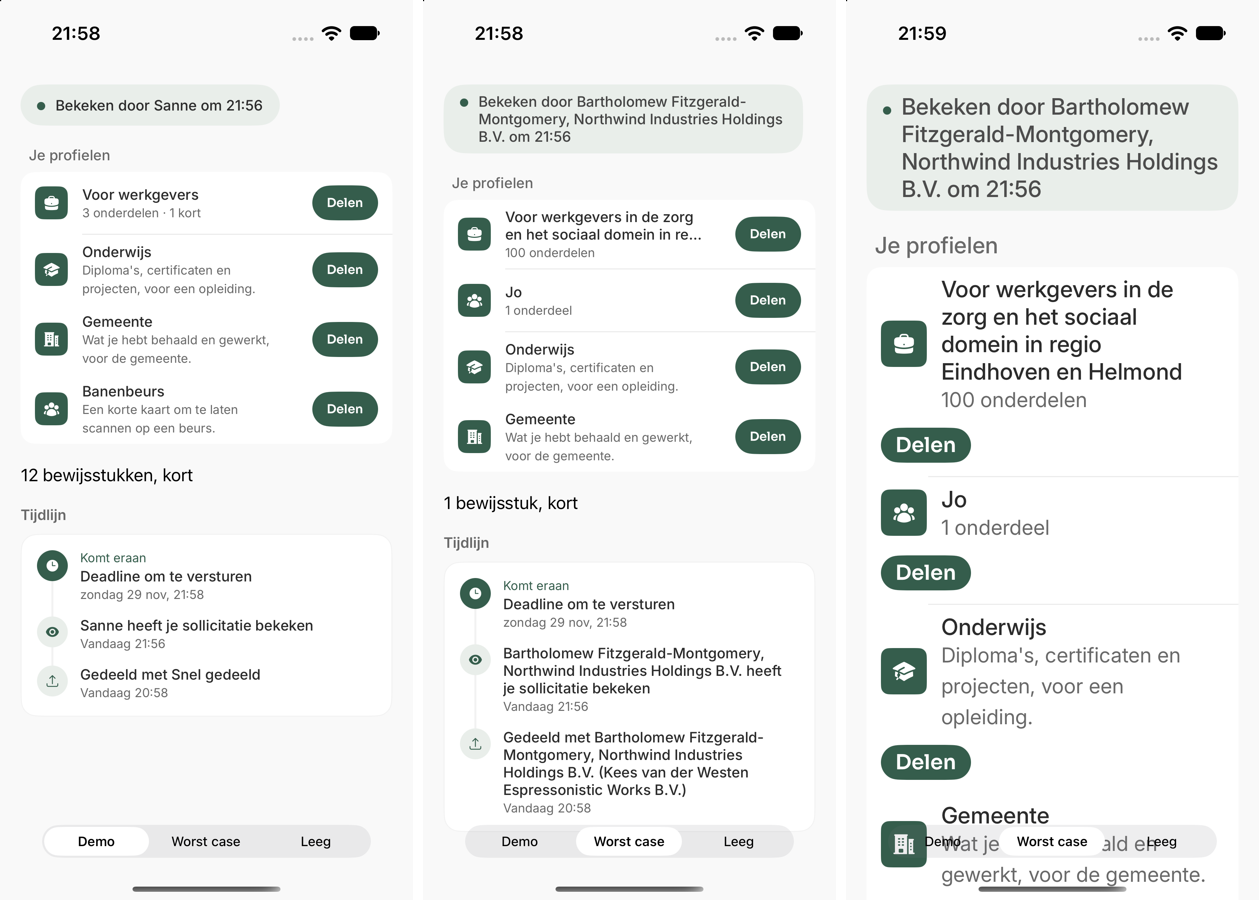 21:58
Bekeken door Sanne om 21:56
Je profielen
Voor werkgevers
3 onderdelen · 1 kort
Delen
Onderwijs
Diploma's, certificaten en
projecten, voor een opleiding.
Delen
Gemeente
Wat je hebt behaald en gewerkt,
voor de gemeente.
Delen
Banenbeurs
Een korte kaart om te laten
scannen op een beurs.
Delen
12 bewijsstukken, kort
Tijdlijn
Komt eraan
Deadline om te versturen
zondag 29 nov, 21:58
Sanne heeft je sollicitatie bekeken
Vandaag 21:56
Gedeeld met Snel gedeeld
Vandaag 20:58
Demo
Worst case
Leeg
21:58
Bekeken door Bartholomew Fitzgerald-
Montgomery, Northwind Industries Holdings
B.V. om 21:56
Je profielen
Voor werkgevers in de zorg
en het sociaal domein in re...
100 onderdelen
Delen
Jo
1 onderdeel
Delen
Onderwijs
Diploma's, certificaten en
projecten, voor een opleiding.
Delen
Gemeente
Wat je hebt behaald en gewerkt,
voor de gemeente.
Delen
1 bewijsstuk, kort
Tijdlijn
Komt eraan
Deadline om te versturen
zondag 29 nov, 21:58
Bartholomew Fitzgerald-Montgomery,
Northwind Industries Holdings B.V. heeft
je sollicitatie bekeken
Vandaag 21:56
Gedeeld met Bartholomew Fitzgerald-
Montgomery, Northwind Industries
Holdings B.V. (Kees van der Westen
Espressonistic Works B.V.)
Vandaag 20:58
Demo
Worst case
Leeg
21:59
Bekeken door Bartholomew
Fitzgerald-Montgomery,
Northwind Industries Holdings
B.V. om 21:56
Je profielen
Voor werkgevers in de
zorg en het sociaal
domein in regio
Eindhoven en Helmond
100 onderdelen
Delen
Jo
1 onderdeel
Delen
Onderwijs
Diploma's, certificaten en
projecten, voor een
opleiding.
Delen
Gemeente
Wat je
gewerkt, voor de gemeente.
Demo
Worst case
Leeg